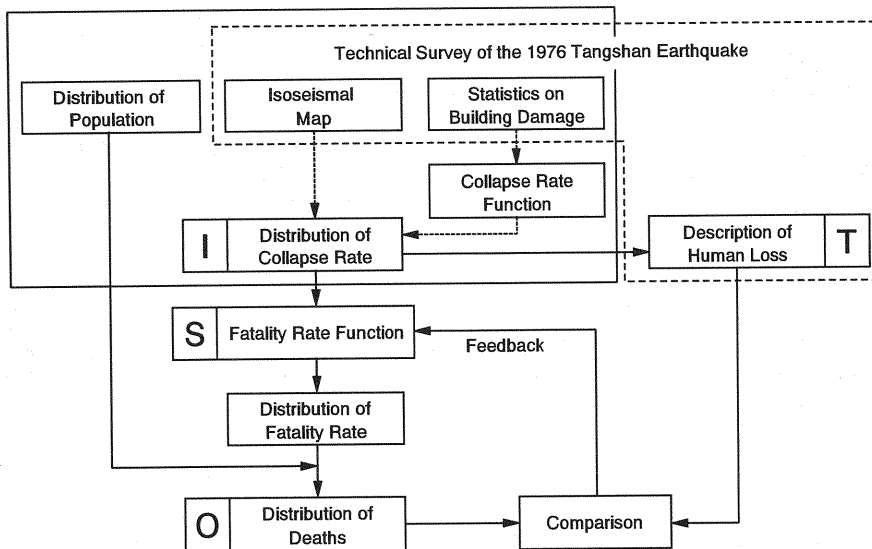 Technical Survey of the 1976 Tangshan Earthquake
Distribution of
Population
Isoseismal
Map
Statistics on
Building Damage
Collapse Rate
Function
I
Distribution of
Collapse Rate
Description of
Human Loss
T
S
Fatality Rate Function
Feedback
Distribution of
Fatality Rate
O
Distribution of
Deaths
Comparison